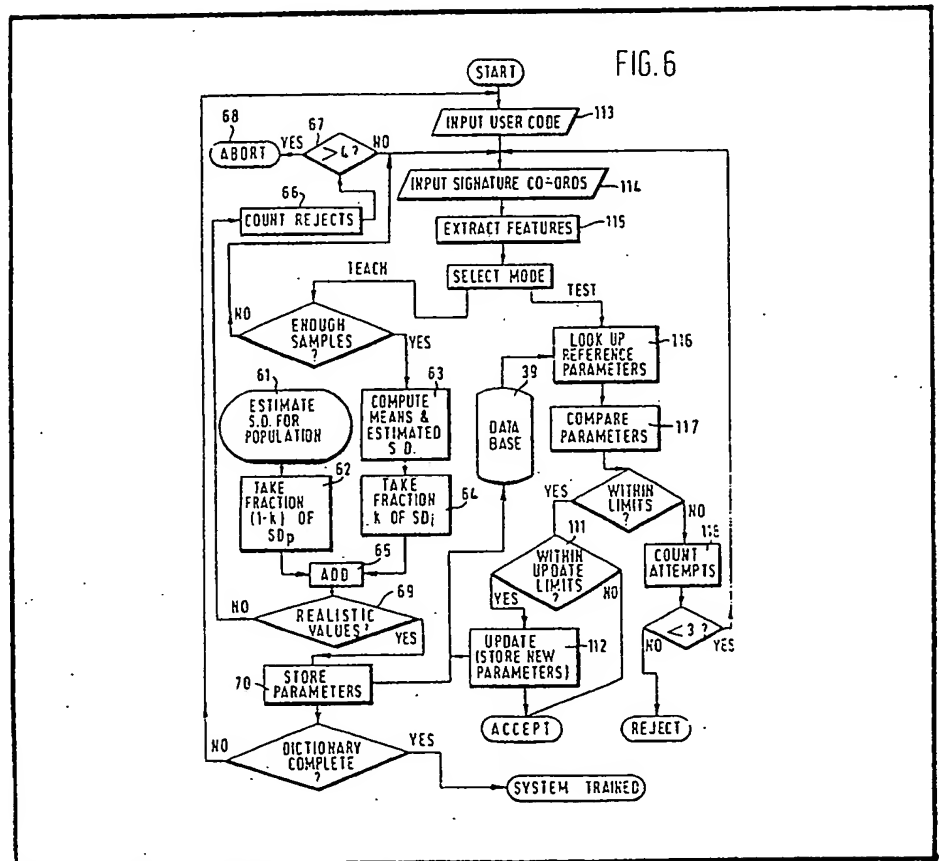 FIG.6
START
INPUT USER CODE
113
68
67
YES
NO
ABORT
> 4?
INPUT SIGNATURE CO-ORDS
114
66
COUNT REJECTS
EXTRACT FEATURES
115
TEACH
SELECT MODE
TEST
NO
ENOUGH
SAMPLES
?
YES
LOOK UP
REFERENCE
PARAMETERS
116
61
ESTIMATE
S.D. FOR
POPULATION
63
COMPUTE
MEANS &
ESTIMATED
S D.
39
DATA
BASE
COMPARE
PARAMETERS
117
62
TAKE
FRACTION
(1-k) OF
SDp
TAKE
FRACTION
K OF SDi
64
YES
WITHIN
LIMITS
?
NO
65
ADD
111
WITHIN
UPDATE
LIMITS
?
YES
NO
118
COUNT
ATTEMPTS
69
NO
REALISTIC
VALUES?
YES
< 3 ?
NO
YES
70
STORE
PARAMETERS
UPDATE
(STORE NEW
PARAMETERS)
112
ACCEPT
REJECT
NO
DICTIONARY
COMPLETE
?
YES
SYSTEM TRAINED